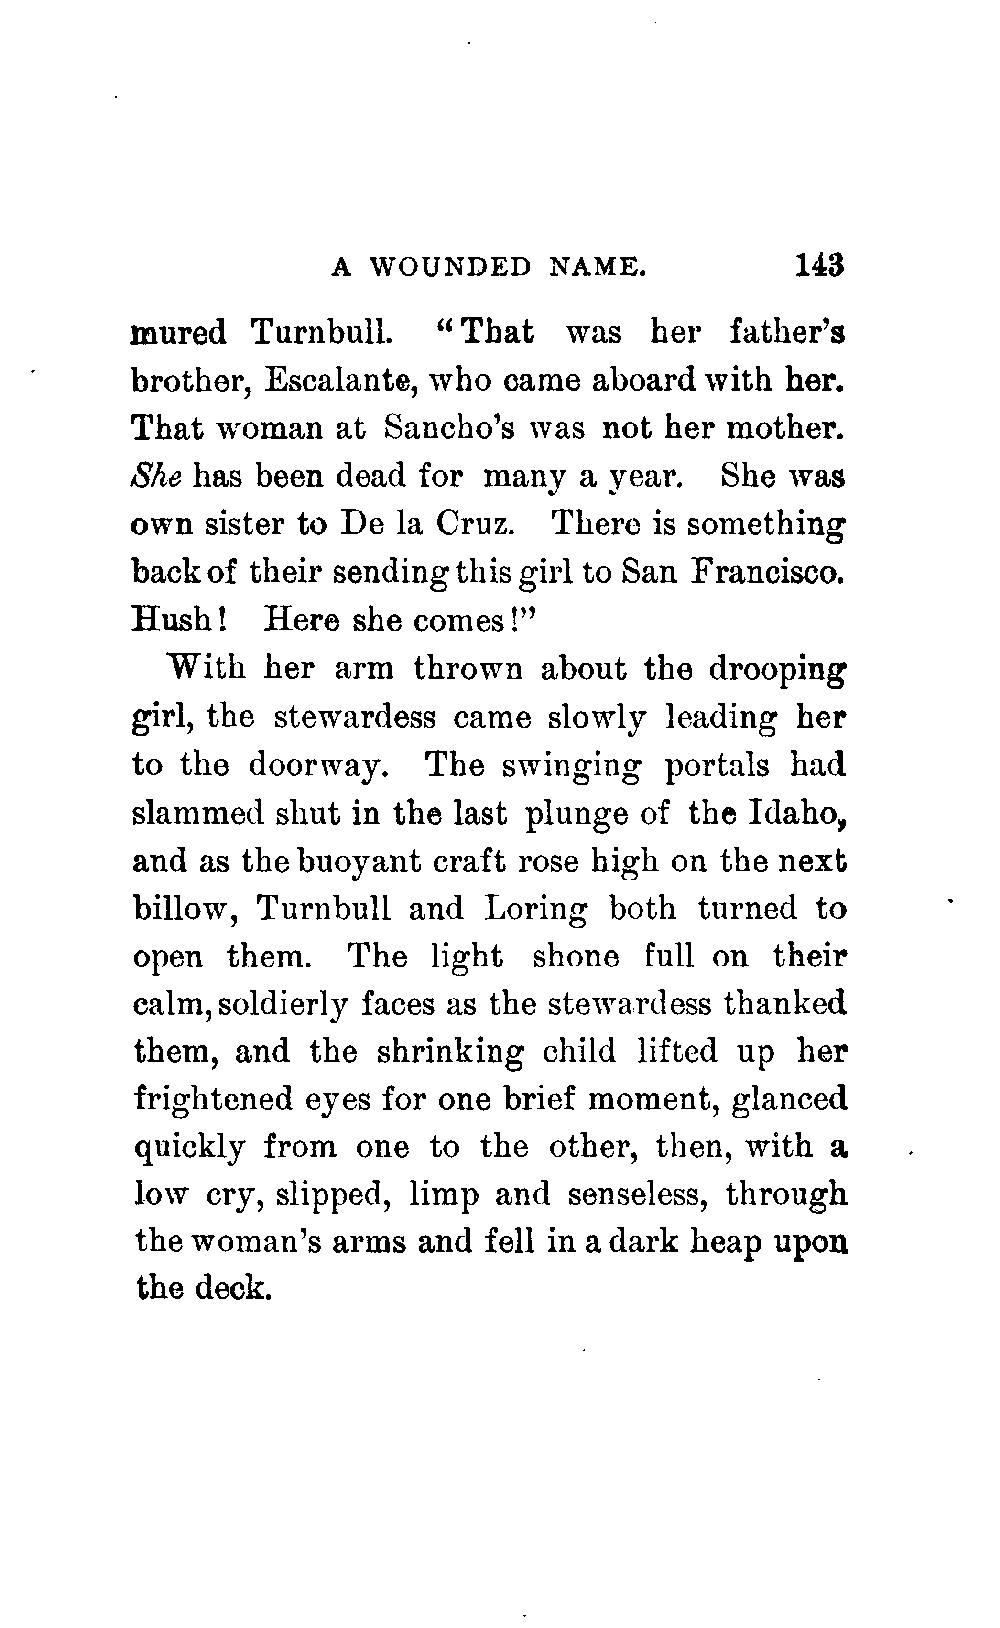 A WOUNDED NAME. 143
mured Turnbull. “That was her father’s
brother, Escalante, who came aboard with her.
That woman at Sancho’s was not her mother.
She has been dead for many a year. She was
own sister to De la Cruz. There is something
back of their sending this girl to San Francisco.
Hush! Here she comes!”
With her arm thrown about the drooping
girl, the stewardess came slowly leading her
to the doorway. The swinging portals had
slammed shut in the last plunge of the Idaho,
and as the buoyant craft rose high on the next
billow, Turnbull and Loring both turned to
open them. The light shone full on their
calm, soldierly faces as the stewardess thanked
them, and the shrinking child lifted up her
frightened eyes for one brief moment, glanced
quickly from one to the other, then, with a
low cry, slipped, limp and senseless, through
the woman’s arms and fell in a dark heap upon
the deck.